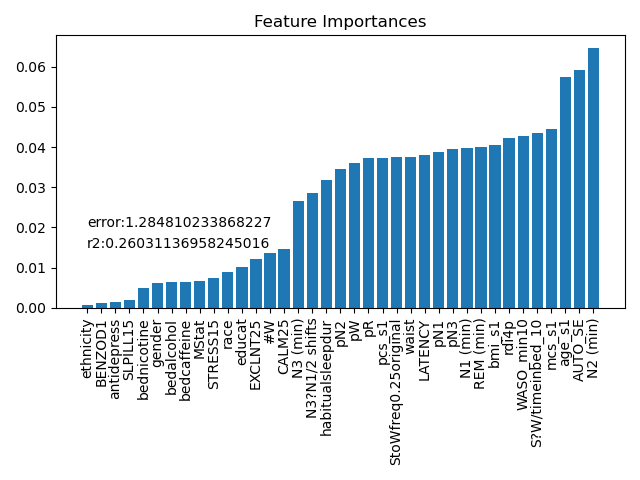 Feature Importances
0.06
0.05
0.04
0.03
0.02
0.01
0.00
error:1.284810233868227
r2:0.26031136958245016
ethnicity
BENZOD1
antidepress
SLPILL15
bednicotine
gender
bedalcohol
bedcaffeine
MStat
STRESS15
race
educat
EXCLNT25
#W
CALM25
N3 (min)
N3?N1/2 shifts
habitualsleepdur
pN2
pW
pR
pcs_s1
StoWfreq0.25original
waist
LATENCY
pN1
pN3
N1 (min)
REM (min)
bmi_s1
rdi4p
WASO_min10
S?W/timeinbed_10
mcs_s1
age_s1
AUTO_SE
N2 (min)